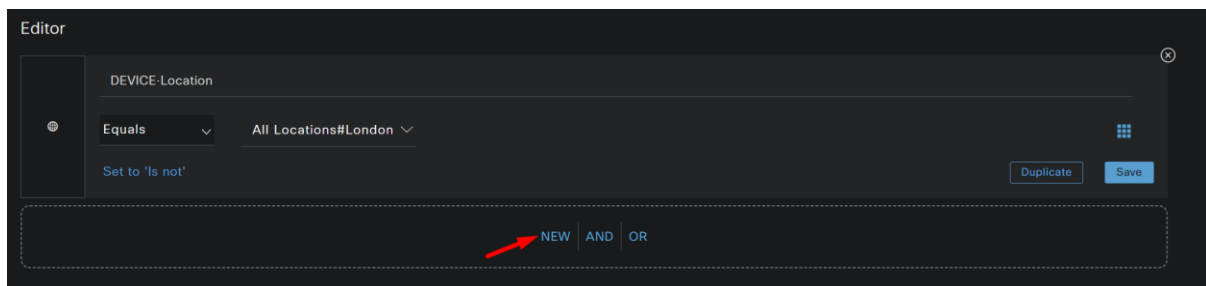 Editor
DEVICE·Location
Equals All Locations#London
Set to 'Is not' Duplicate Save
NEW AND OR